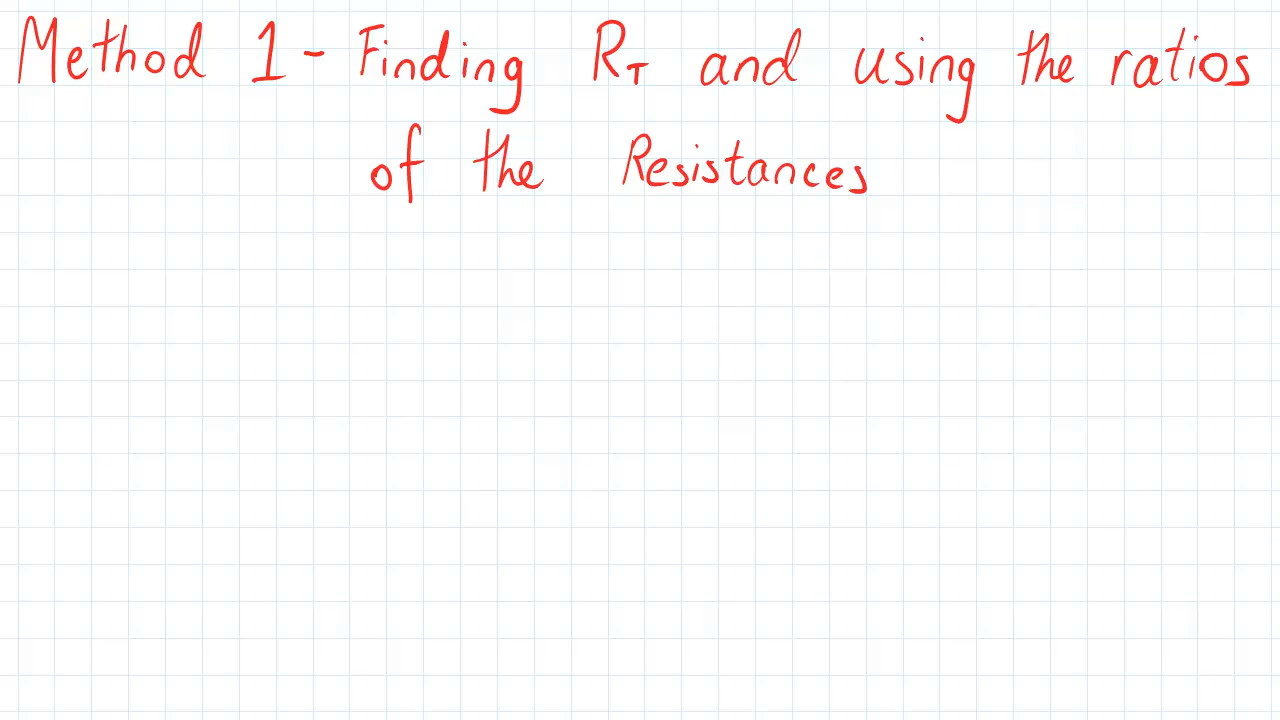 Method 1 - Finding R_T and using the ratios
of the Resistances